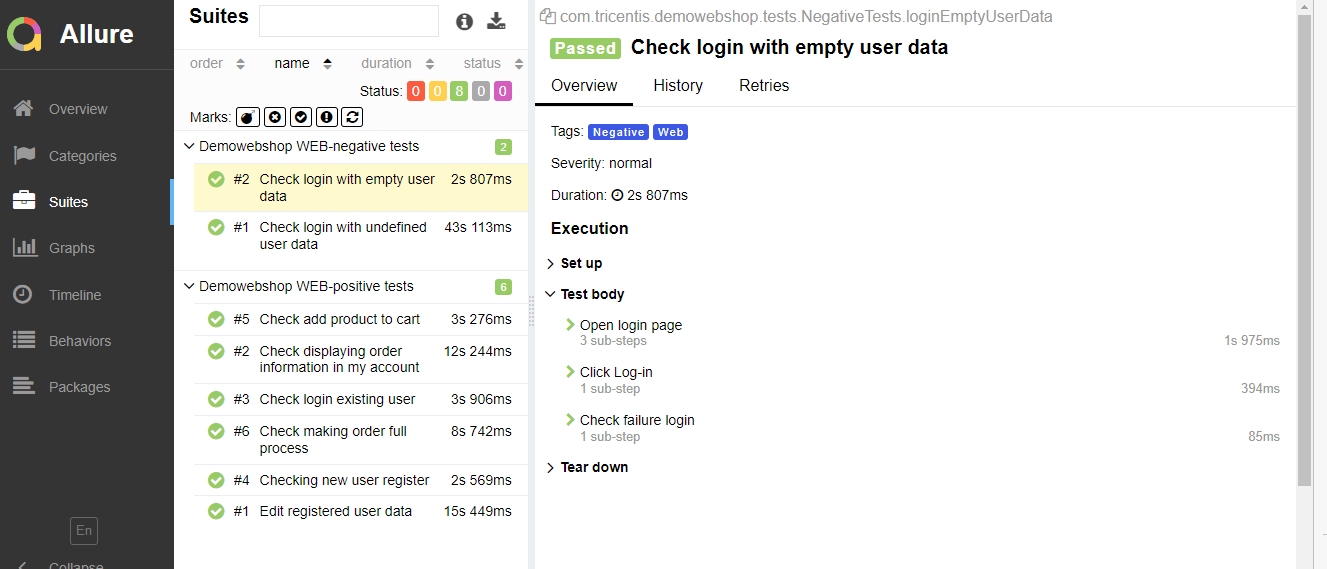 Allure
Overview
Categories
Suites
Graphs
Timeline
Behaviors
Packages
En
Collapse
Suites
order name duration status
Status: 0 0 8 0 0
Marks:
Demowebshop WEB-negative tests 2
#2 Check login with empty user data 2s 807ms
#1 Check login with undefined user data 43s 113ms
Demowebshop WEB-positive tests 6
#5 Check add product to cart 3s 276ms
#2 Check displaying order information in my account 12s 244ms
#3 Check login existing user 3s 906ms
#6 Check making order full process 8s 742ms
#4 Checking new user register 2s 569ms
#1 Edit registered user data 15s 449ms
com.tricentis.demowebshop.tests.NegativeTests.loginEmptyUserData
Passed Check login with empty user data
Overview History Retries
Tags: Negative Web
Severity: normal
Duration: 2s 807ms
Execution
Set up
Test body
Open login page
3 sub-steps 1s 975ms
Click Log-in
1 sub-step 394ms
Check failure login
1 sub-step 85ms
Tear down